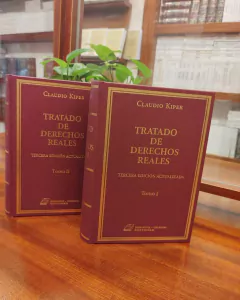 CLAUDIO KIPER
TRATADO
DE
DERECHOS
REALES
TERCERA EDICIÓN ACTUALIZADA
Tomo II
CLAUDIO KIPER
TRATADO
DE
DERECHOS
REALES
TERCERA EDICIÓN ACTUALIZADA
Tomo I